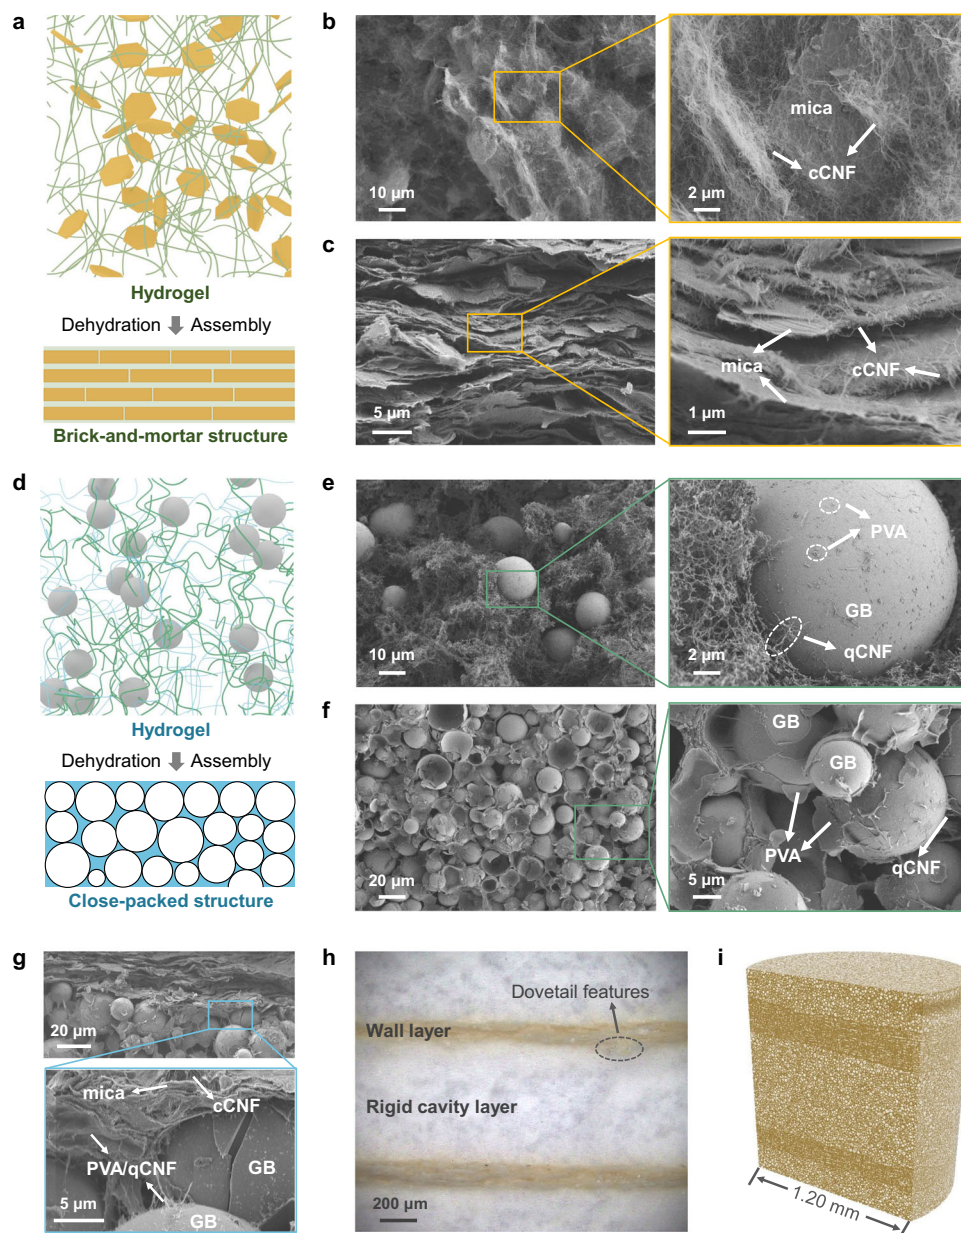 a
Hydrogel
Dehydration Assembly
Brick-and-mortar structure
b
10 µm
mica
cCNF
2 µm
c
5 µm
mica
cCNF
1 µm
d
Hydrogel
Dehydration Assembly
Close-packed structure
e
10 µm
PVA
GB
qCNF
2 µm
f
20 µm
GB
GB
PVA
qCNF
5 µm
g
20 µm
mica
cCNF
PVA/qCNF
GB
5 µm
GB
h
Dovetail features
Wall layer
Rigid cavity layer
200 µm
i
1.20 mm